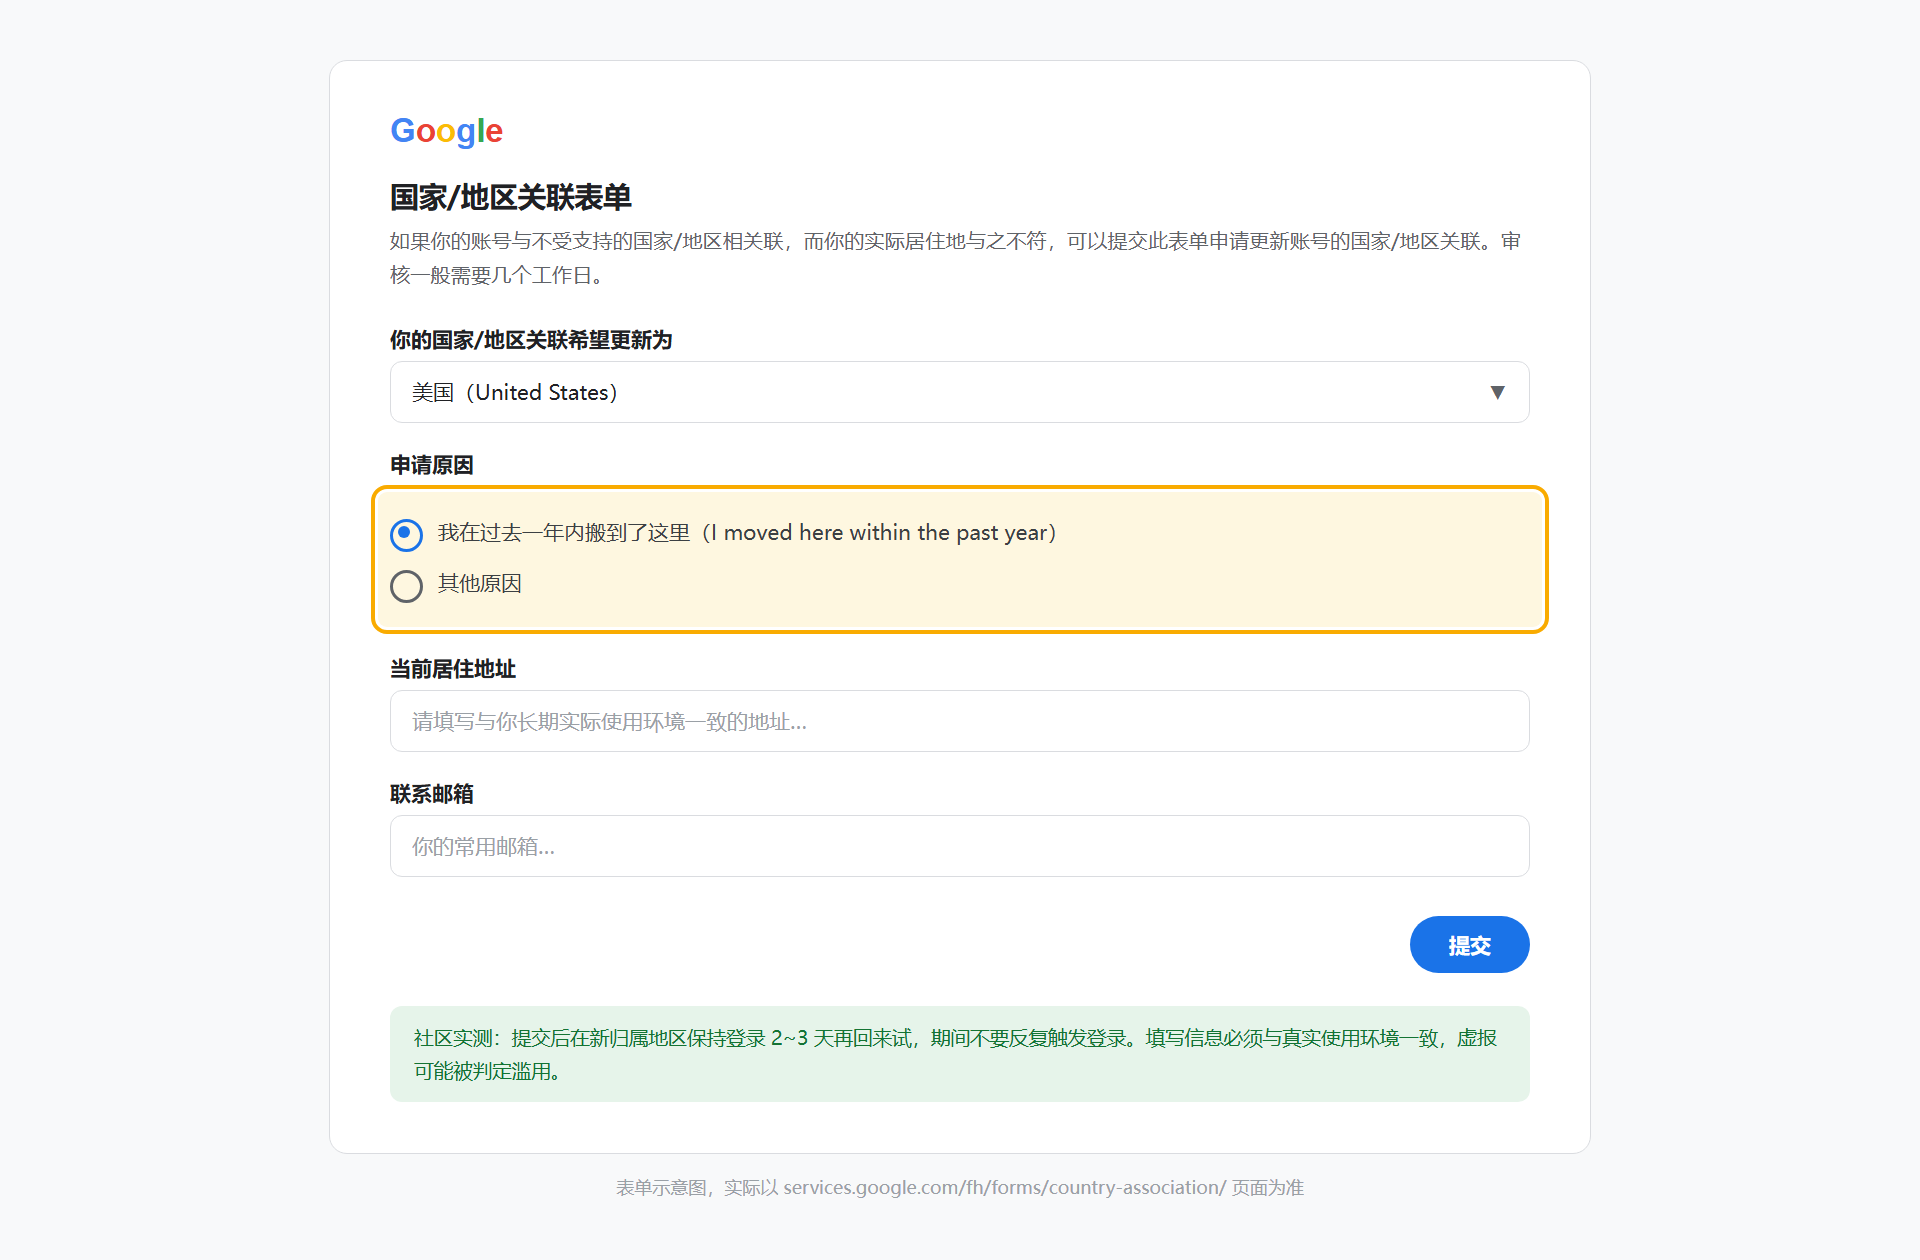 Google
国家/地区关联表单
如果你的账号与不受支持的国家/地区相关联，而你的实际居住地与之不符，可以提交此表单申请更新账号的国家/地区关联。审
核一般需要几个工作日。
你的国家/地区关联希望更新为
美国（United States）
▼
申请原因
我在过去一年内搬到了这里（I moved here within the past year）
其他原因
当前居住地址
请填写与你长期实际使用环境一致的地址...
联系邮箱
你的常用邮箱...
提交
社区实测：提交后在新归属地区保持登录 2~3 天再回来试，期间不要反复触发登录。填写信息必须与真实使用环境一致，虚报
可能被判定滥用。
表单示意图，实际以 services.google.com/fh/forms/country-association/ 页面为准